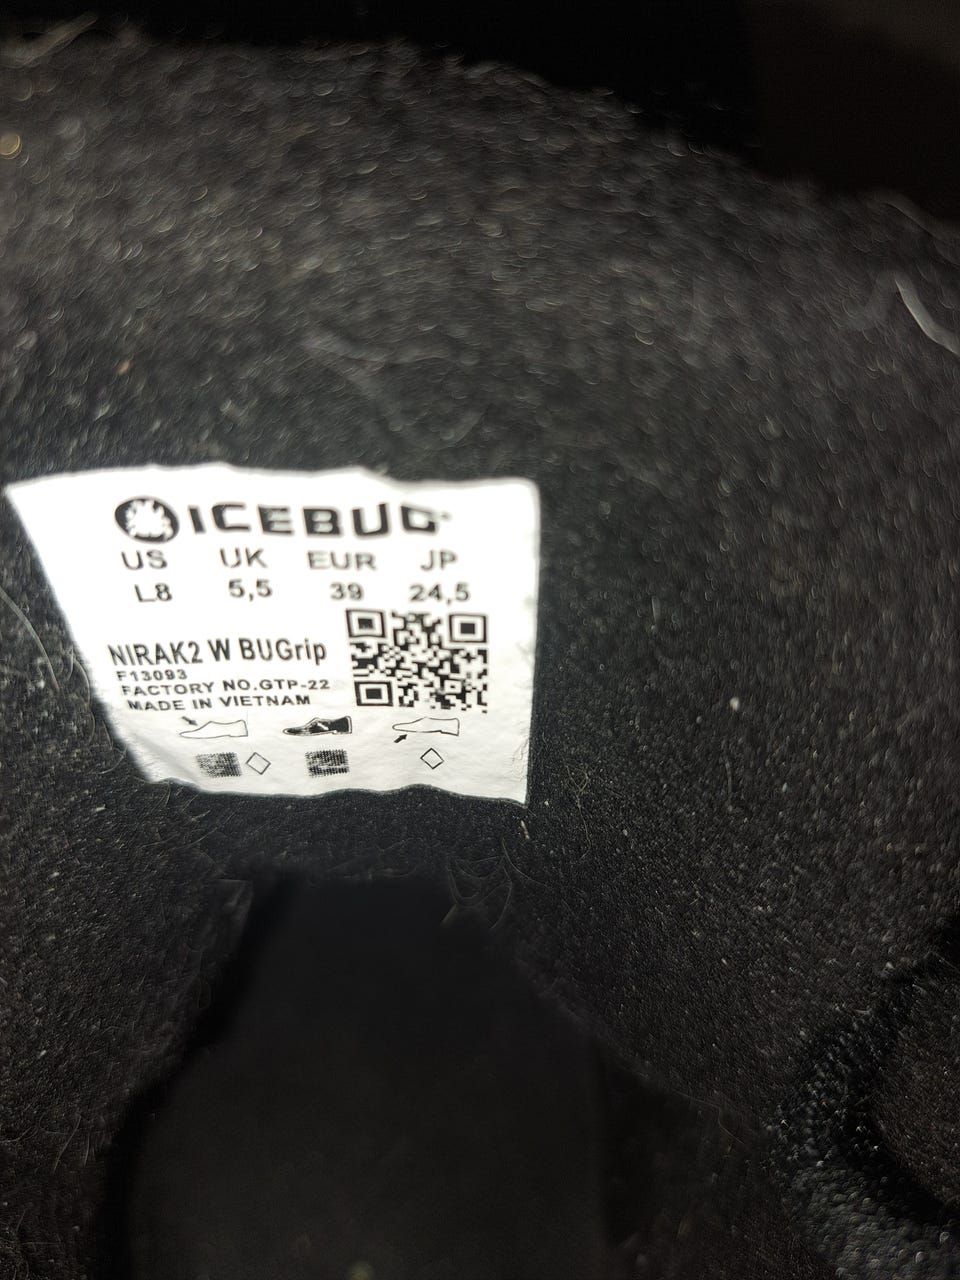 ICEBUG
US UK EUR JP
L8 5,5 39 24,5
NIRAK2 W BUGrip
F13093
FACTORY NO.GTP-22
MADE IN VIETNAM